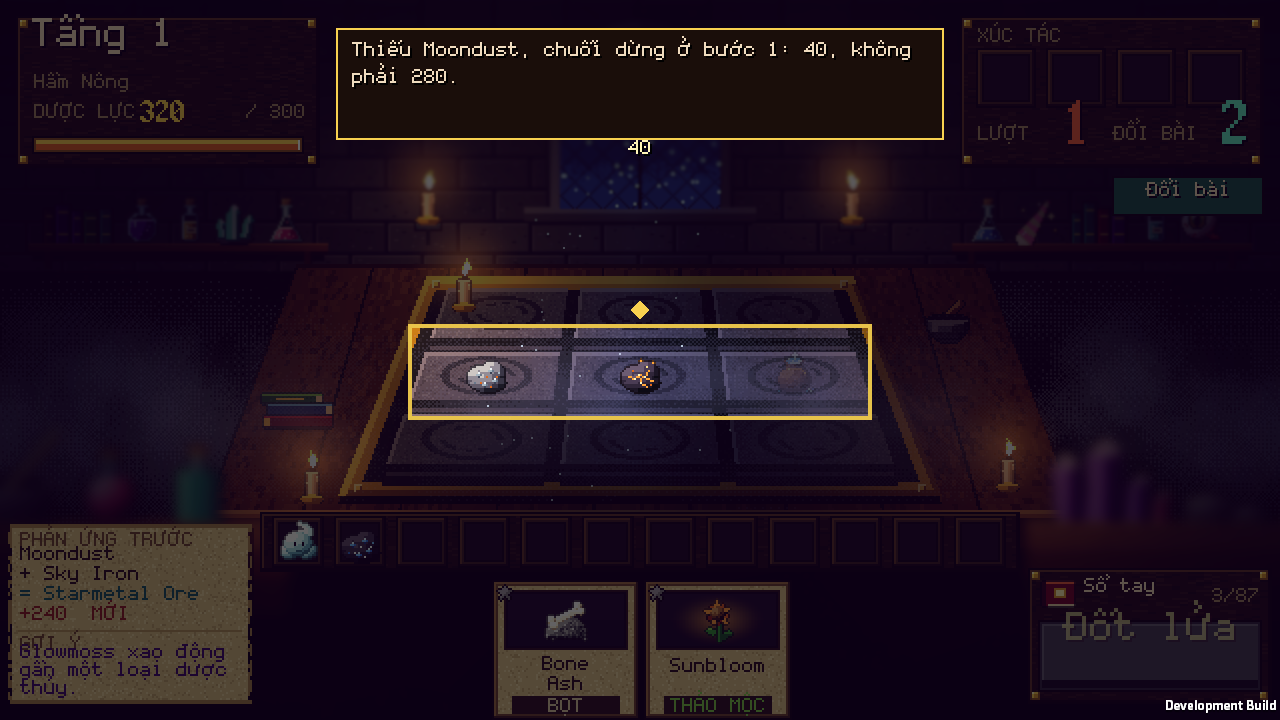 Tầng 1
Hầm Nông
DƯỢC LỰC 320 / 300
Thiếu Moondust, chuỗi dừng ở bước 1: 40, không
phải 280.
40
XÚC TÁC
LƯỢT 1 ĐỔI BÀI 2
Đổi bài
PHẢN ỨNG TRƯỚC
Moondust
+ Sky Iron
= Starmetal Ore
+240 MỚI
GỢI Ý
Glowmoss xao động
gần một loại dược
thủy.
Bone
Ash
BỘT
Sunbloom
THẢO MỘC
Sổ tay
3/87
Đốt lửa
Development Build